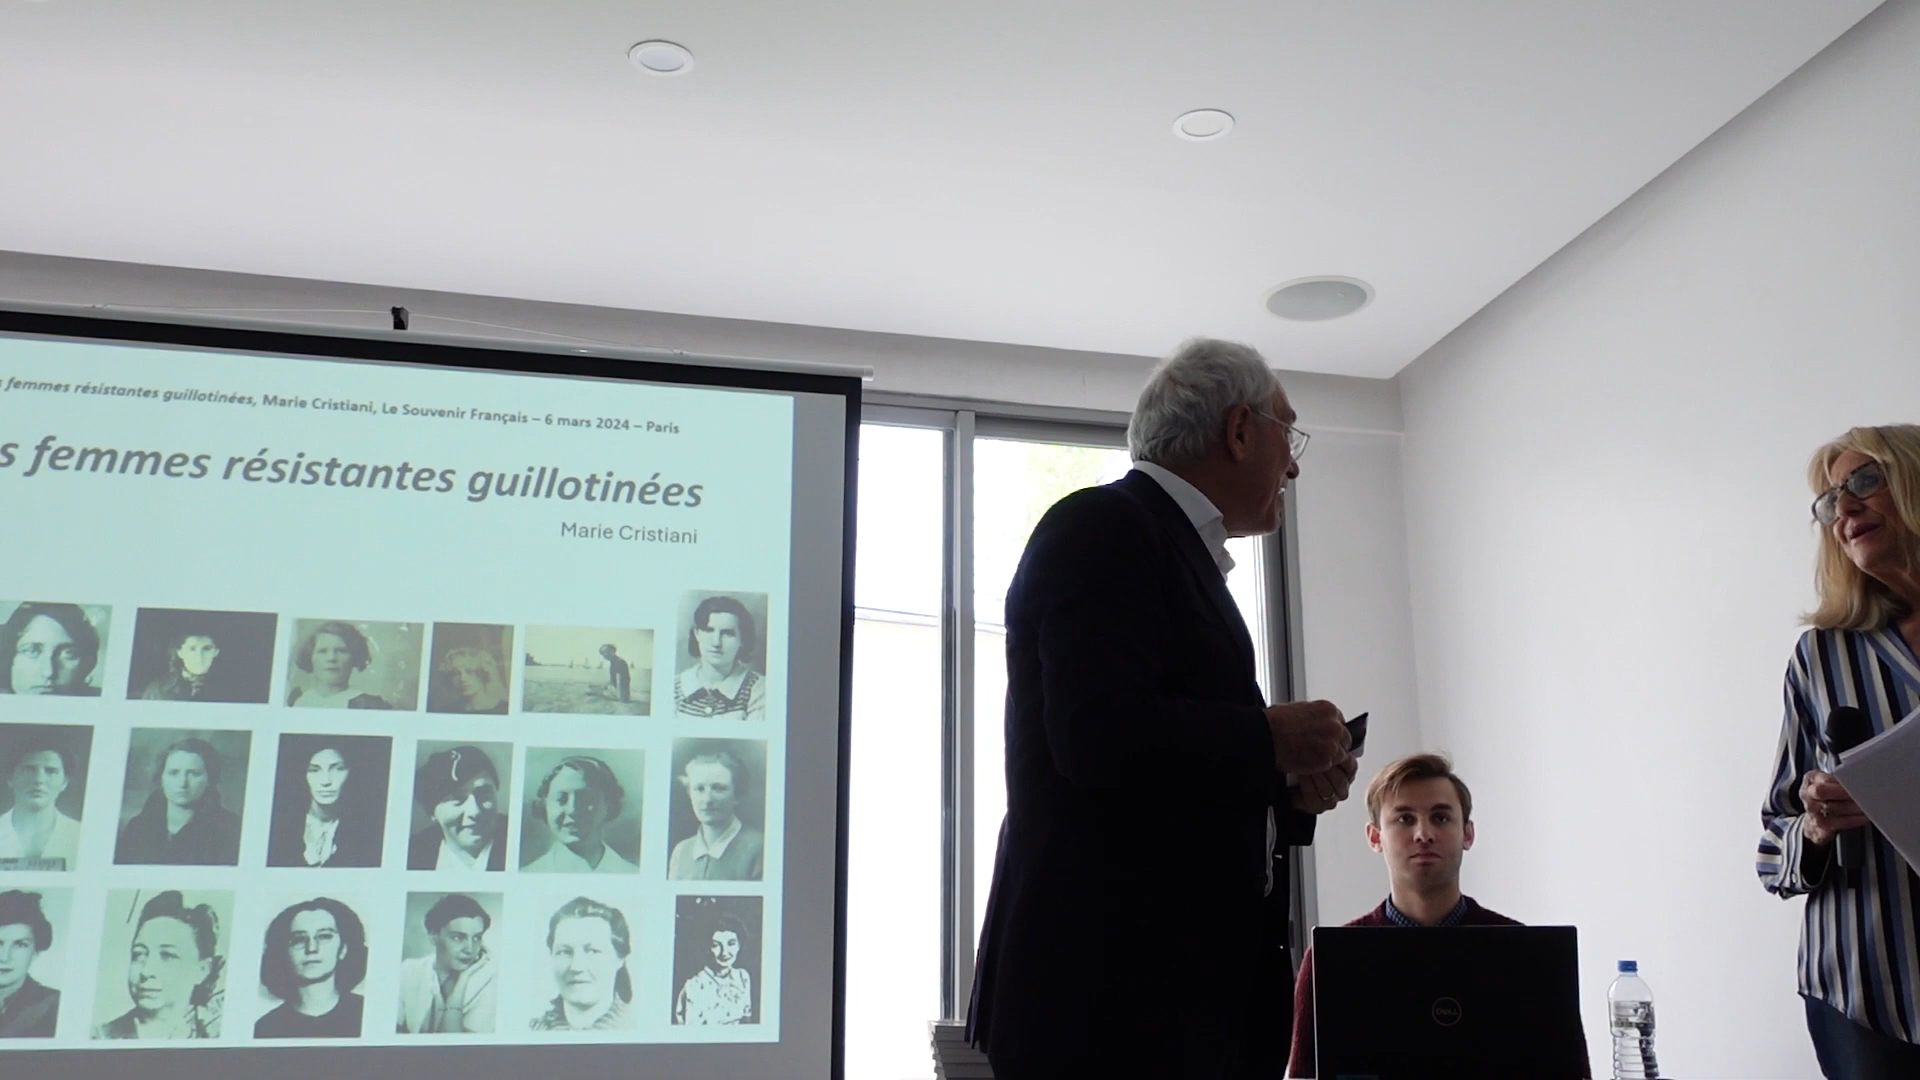 s femmes résistantes guillotinées, Marie Cristiani, Le Souvenir Français – 6 mars 2024 – Paris
s femmes résistantes guillotinées
Marie Cristiani
DELL